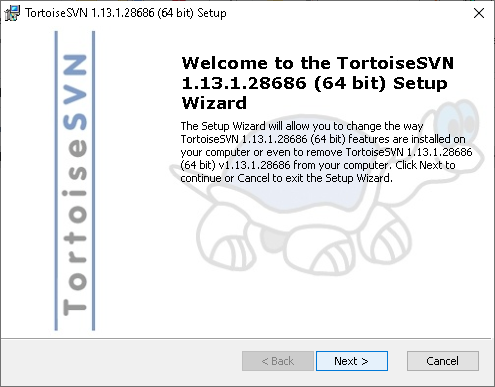 TortoiseSVN 1.13.1.28686 (64 bit) Setup
TortoiseSVN
Welcome to the TortoiseSVN
1.13.1.28686 (64 bit) Setup
Wizard
The Setup Wizard will allow you to change the way
TortoiseSVN 1.13.1.28686 (64 bit) features are installed on
your computer or even to remove TortoiseSVN 1.13.1.28686
(64 bit) v1.13.1.28686 from your computer. Click Next to
continue or Cancel to exit the Setup Wizard.
< Back
Next >
Cancel